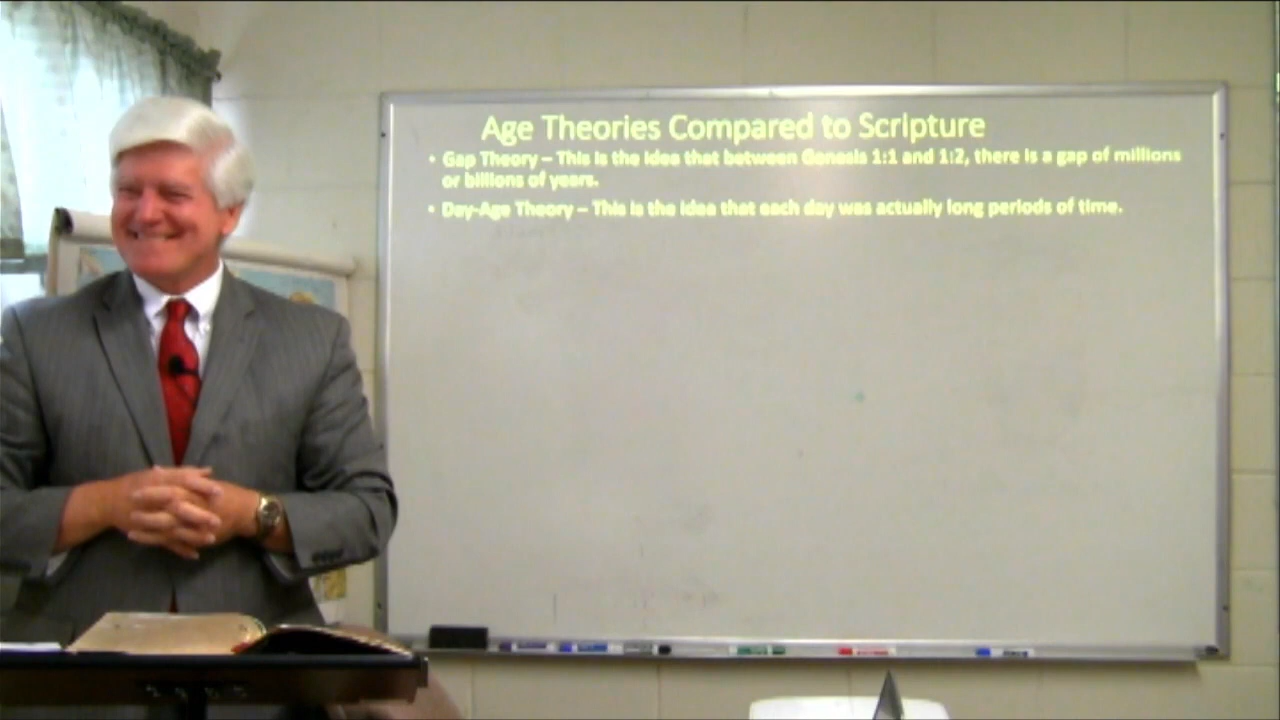 Age Theories Compared to Scripture
• Gap Theory – This is the idea that between Genesis 1:1 and 1:2, there is a gap of millions
or billions of years.
• Day-Age Theory – This is the idea that each day was actually long periods of time.